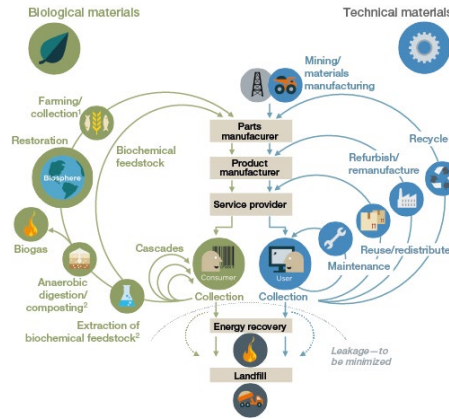 Biological materials
Technical materials
Mining/
materials
manufacturing
Farming/
collection¹
Parts
manufacurer
Recycle
Biochemical
feedstock
Restoration
Refurbish/
remanufacture
Product
manufacturer
Biosphere
Service provider
Reuse/redistribute
Biogas
Cascades
Consumer
User
Maintenance
Anaerobic
digestion/
composting²
Collection
Collection
Extraction of
biochemical feedstock²
Energy recovery
Leakage—to
be minimized
Landfill